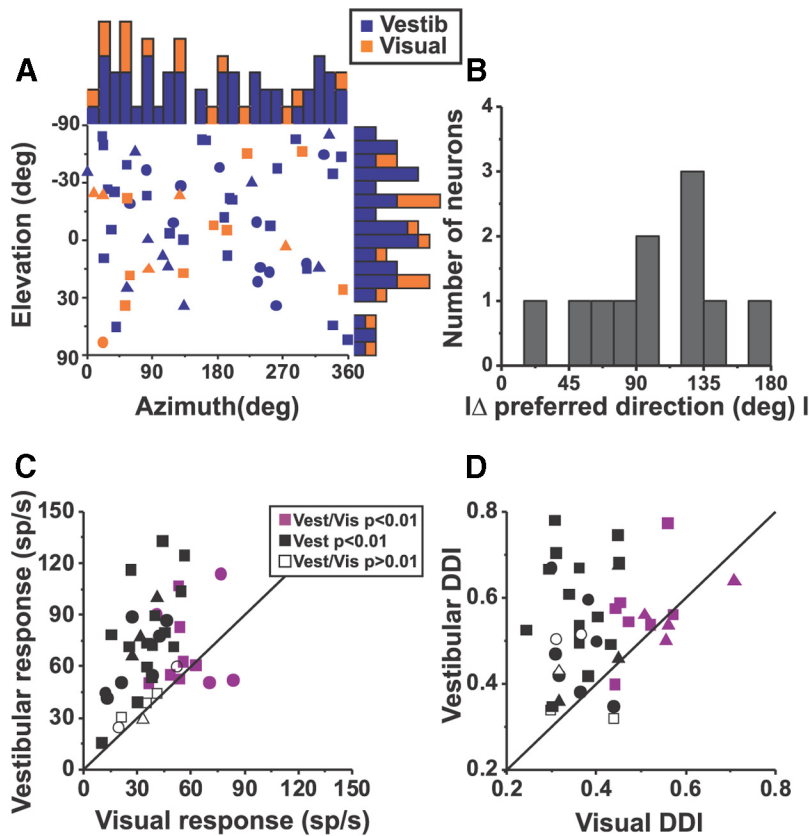 Vestib
Visual
A
B
-90
-30
0
30
90
Elevation (deg)
0 90 180 270 360
Azimuth(deg)
4
3
2
1
0
Number of neurons
0 45 90 135 180
I∆ preferred direction (deg) I
C
D
150
120
90
60
30
0
Vestibular response (sp/s)
Vest/Vis p<0.01
Vest p<0.01
Vest/Vis p>0.01
0 30 60 90 120 150
Visual response (sp/s)
0.8
0.6
0.4
0.2
Vestibular DDI
0.2 0.4 0.6 0.8
Visual DDI